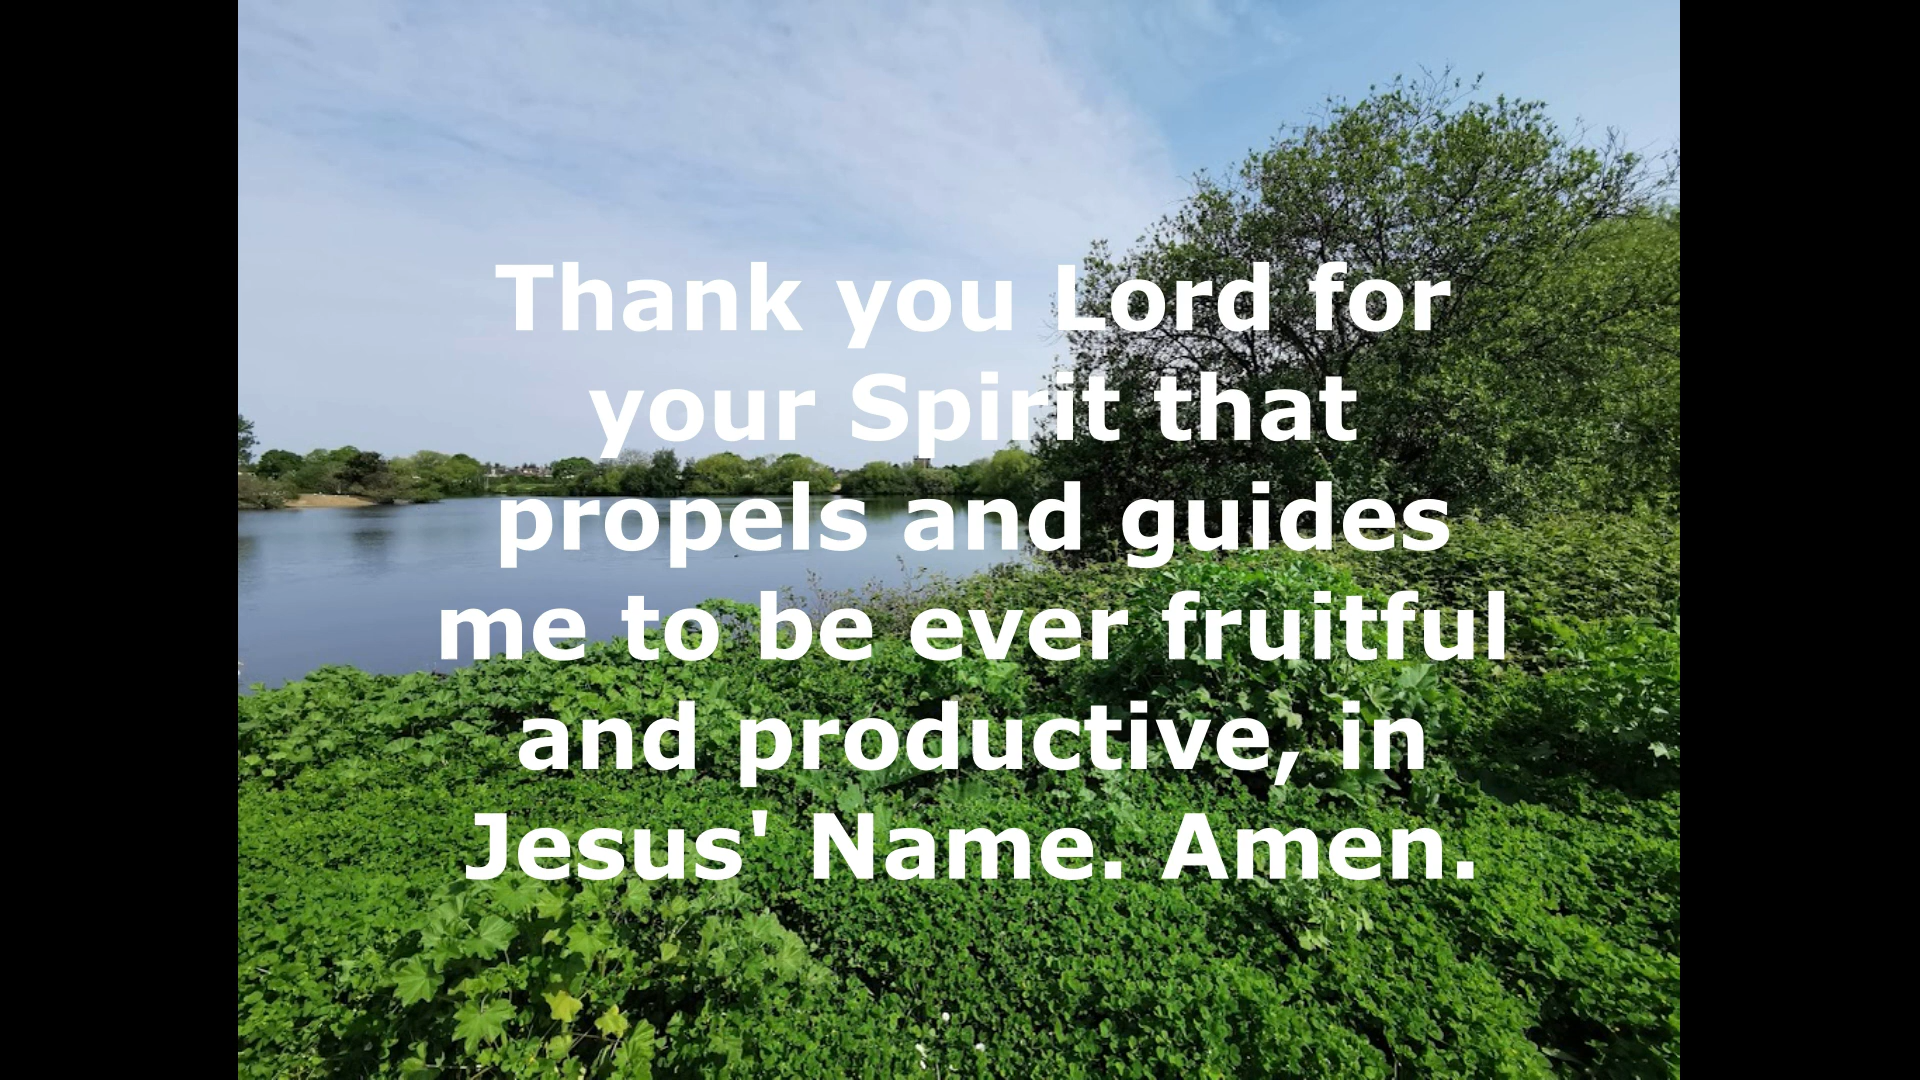 Thank you Lord for
your Spirit that
propels and guides
me to be ever fruitful
and productive, in
Jesus' Name. Amen.